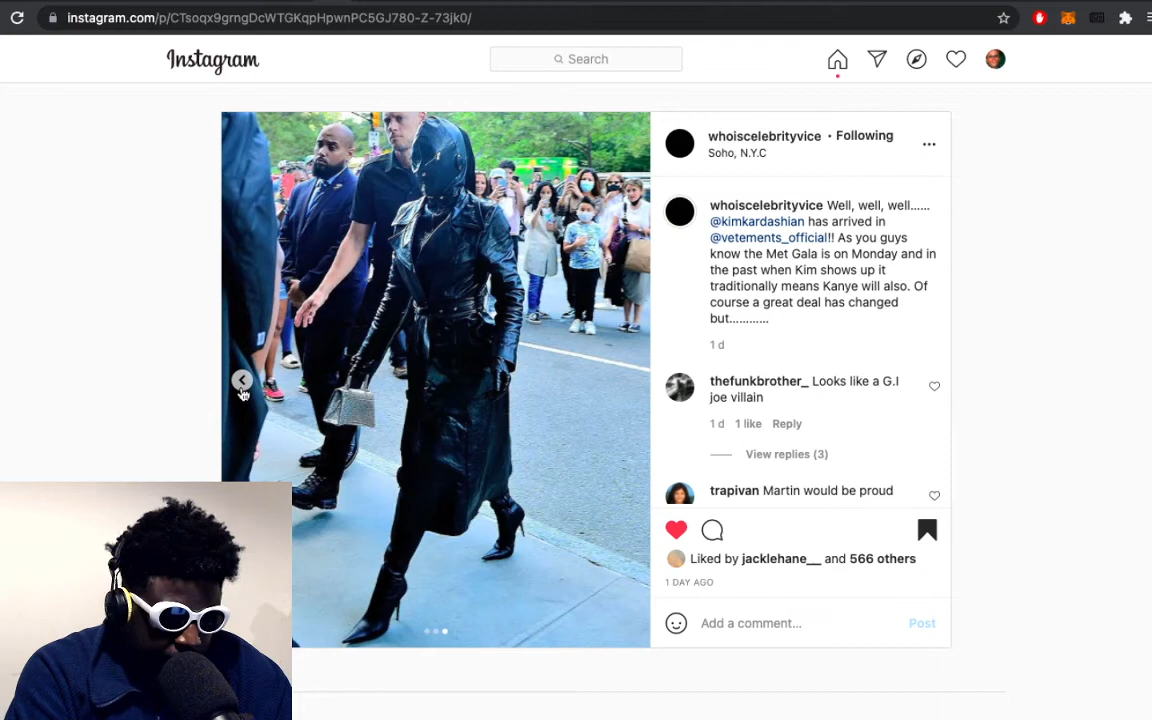 instagram.com/p/CTsoqx9grngDcWTGKqpHpwnPC5GJ780-Z-73jk0/
Instagram
Search
whoiscelebrityvice • Following
Soho, N.Y.C
whoiscelebrityvice Well, well, well......
@kimkardashian has arrived in
@vetements_official!! As you guys
know the Met Gala is on Monday and in
the past when Kim shows up it
traditionally means Kanye will also. Of
course a great deal has changed
but............
1 d
thefunkbrother_ Looks like a G.I
joe villain
1 d 1 like Reply
View replies (3)
trapivan Martin would be proud
Liked by jacklehane__ and 566 others
1 DAY AGO
Add a comment...
Post